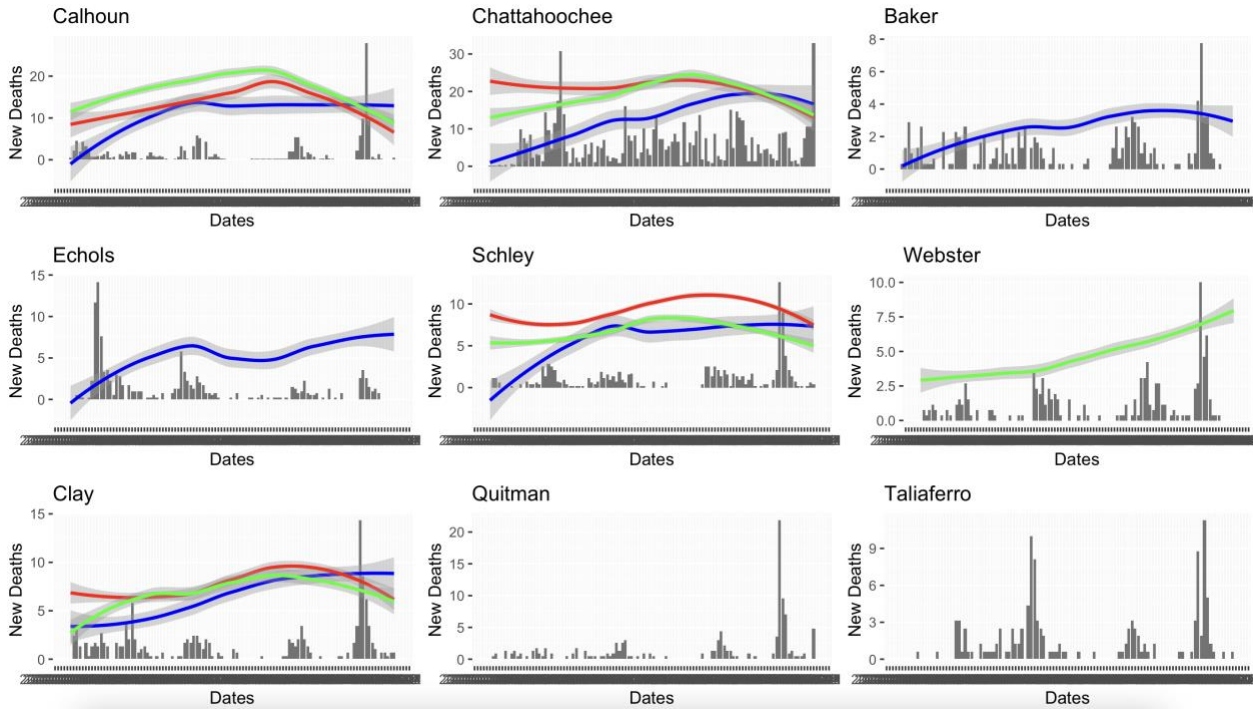 Calhoun
New Deaths
20
10
0
Dates
Chattahoochee
New Deaths
30
20
10
0
Dates
Baker
New Deaths
8
6
4
2
0
Dates
Echols
New Deaths
15
10
5
0
Dates
Schley
New Deaths
10
5
0
Dates
Webster
New Deaths
10.0
7.5
5.0
2.5
0.0
Dates
Clay
New Deaths
15
10
5
0
Dates
Quitman
New Deaths
20
15
10
5
0
Dates
Taliaferro
New Deaths
9
6
3
0
Dates